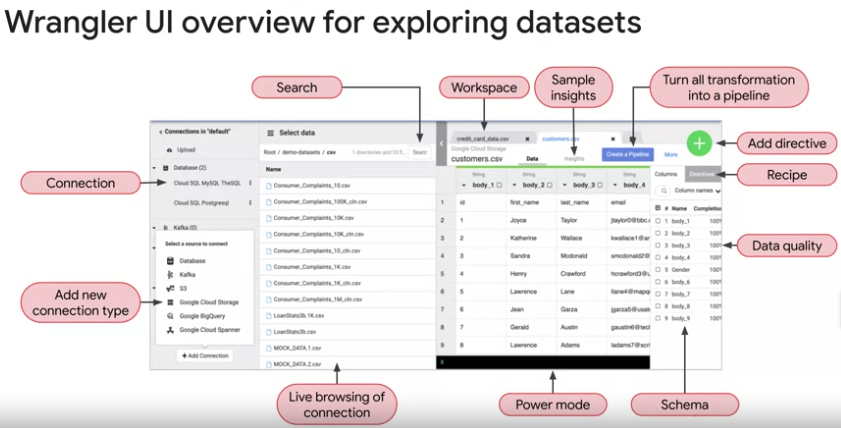 Wrangler UI overview for exploring datasets
Search
Workspace
Sample
insights
Turn all transformation
into a pipeline
Connections in "default"
Upload
Database (2)
Cloud SQL MySQL TheSQL
Cloud SQL Postgresql
Kafka (0)
Select a source to connect
Database
Kafka
S3
Google Cloud Storage
Google BigQuery
Google Cloud Spanner
Add Connection
Select data
Root / demo-datasets / csv
1 directories and 33 fi...
Searc
Name
Consumer_Complaints_10.csv
Consumer_Complaints_100K_cln.csv
Consumer_Complaints_10K.csv
Consumer_Complaints_10K_cln.csv
Consumer_Complaints_10_cln.csv
Consumer_Complaints_1K.csv
Consumer_Complaints_1K_cln.csv
Consumer_Complaints_1M_cln.csv
LoanStats3b.1K.csv
LoanStats3b.csv
MOCK_DATA.1.csv
MOCK_DATA.2.csv
credit_card_data.csv
customers.csv
Google Cloud Storage
customers.csv
Data
Insights
Create a Pipeline
More
String String String String
body_1 body_2 body_3 body_4
1 id first_name last_name email
2 1 Joyce Taylor jtaylor0@bbc.
3 2 Katherine Wallace kwallace1@ar
4 3 Sandra Mcdonald smcdonald2@
5 4 Henry Crawford hcrawford3@
6 5 Lawrence Lane llane4@mapq
7 6 Jean Garza jgarza5@usa
8 7 Gerald Austin gaustin6@tec
9 8 Lawrence Adams ladams7@scri
Columns
Directives
Column names
# Name Completio
1 body_1 100%
2 body_2 100%
3 body_3 100%
4 body_4 100%
5 Gender 100%
6 body_6 100%
7 body_7 100%
8 body_8 100%
9 body_9 100%
Connection
Add new
connection type
Add directive
Recipe
Data quality
Live browsing of
connection
Power mode
Schema